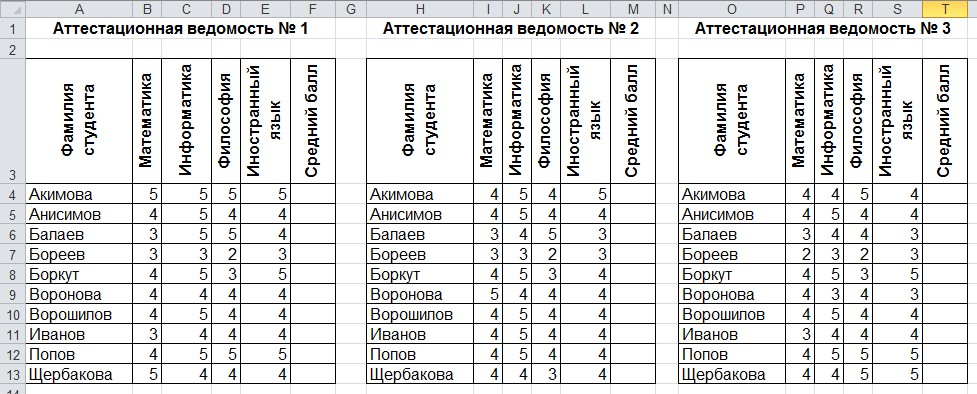 A B C D E F G H I J K L M N O P Q R S T
1 Аттестационная ведомость № 1 Аттестационная ведомость № 2 Аттестационная ведомость № 3
2
3 Фамилия студента Математика Информатика Философия Иностранный язык Средний балл Фамилия студента Математика Информатика Философия Иностранный язык Средний балл Фамилия студента Математика Информатика Философия Иностранный язык Средний балл
4 Акимова 5 5 5 5 Акимова 4 5 4 5 Акимова 4 4 5 4
5 Анисимов 4 5 4 4 Анисимов 4 5 4 4 Анисимов 4 5 4 4
6 Балаев 3 5 5 4 Балаев 3 4 5 3 Балаев 3 4 4 3
7 Бореев 3 3 2 3 Бореев 3 3 2 3 Бореев 2 3 2 3
8 Боркут 4 5 3 5 Боркут 4 5 3 4 Боркут 4 5 3 5
9 Воронова 4 4 4 4 Воронова 5 4 4 4 Воронова 4 3 4 3
10 Ворошилов 4 5 4 4 Ворошилов 4 5 4 4 Ворошилов 4 5 4 4
11 Иванов 3 4 4 4 Иванов 4 5 4 4 Иванов 3 4 4 4
12 Попов 4 5 5 5 Попов 4 5 4 4 Попов 4 5 5 5
13 Щербакова 5 4 4 4 Щербакова 4 4 3 4 Щербакова 4 4 5 5